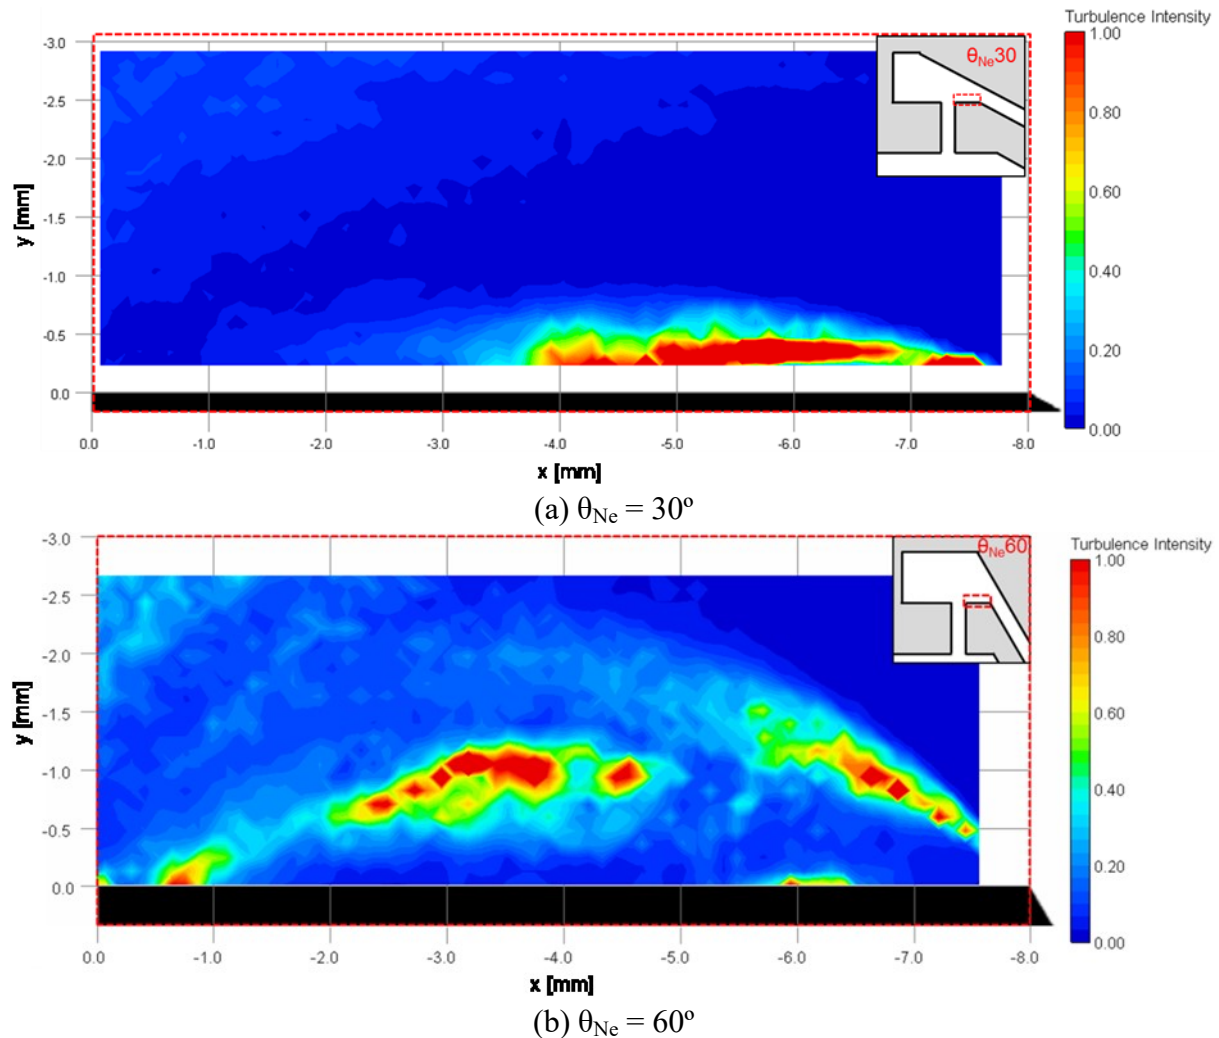 Turbulence Intensity
1.00
0.80
0.60
0.40
0.20
0.00
θNe30
-3.0
-2.5
-2.0
-1.5
-1.0
-0.5
0.0
y [mm]
0.0 -1.0 -2.0 -3.0 -4.0 -5.0 -6.0 -7.0 -8.0
x [mm]
(a) θNe = 30º
Turbulence Intensity
1.00
0.80
0.60
0.40
0.20
0.00
θNe60
-3.0
-2.5
-2.0
-1.5
-1.0
-0.5
0.0
y [mm]
0.0 -1.0 -2.0 -3.0 -4.0 -5.0 -6.0 -7.0 -8.0
x [mm]
(b) θNe = 60º